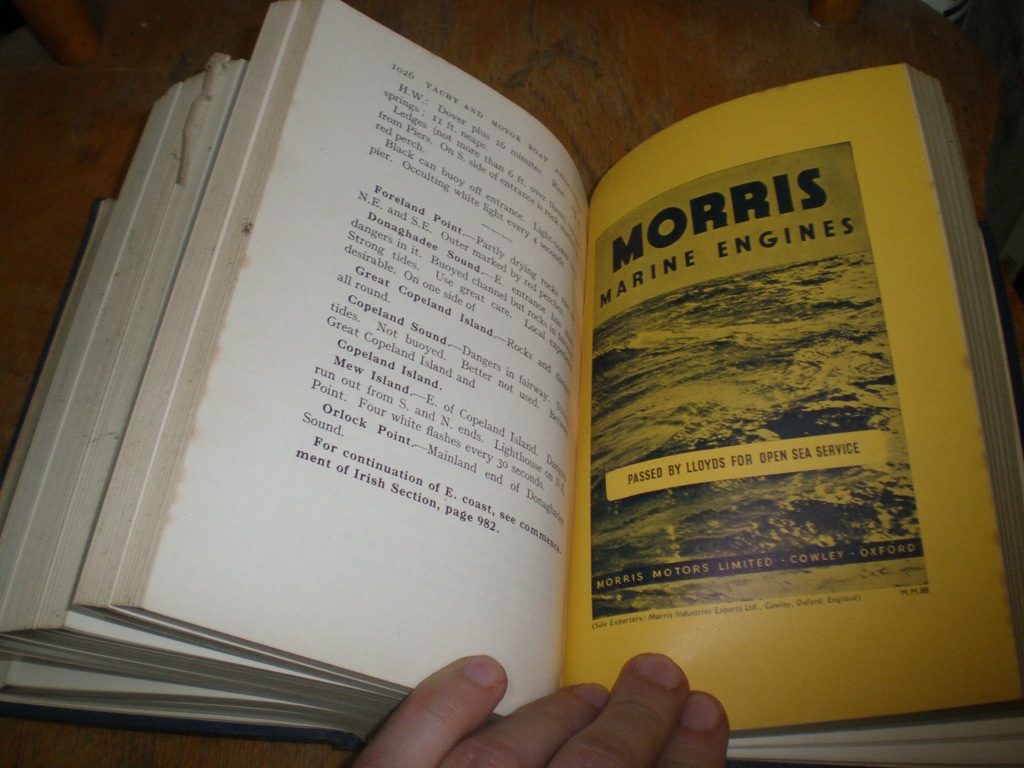 1026 YACHT AND MOTOR BOAT
H.W.: Dover plus 16 minutes.
springs; 11 ft. neaps.
Ledges (not more than 6 ft. over them)
from Piers. On S. side of entrance is rock
red perch.
Black can buoy off entrance.
pier. Occulting white light every 4 seconds
Foreland Point.—Partly drying rocks
N.E. and S.E. Outer marked by red perches.
Donaghadee Sound.—E. entrance has
dangers in it. Buoyed channel but rocks in
Strong tides. Use great care. Local
desirable. On one side of
Great Copeland Island.—Rocks and
all round.
Copeland Sound.—Dangers in fairway.
tides. Not buoyed. Better not used.
Great Copeland Island and
Copeland Island.
Mew Island.—E. of Copeland Island.
run out from S. and N. ends. Lighthouse on N.E.
Point. Four white flashes every 30 seconds.
Orlock Point.—Mainland end of Donaghadee
Sound.
For continuation of E. coast, see commence-
ment of Irish Section, page 982.
MORRIS
MARINE ENGINES
PASSED BY LLOYDS FOR OPEN SEA SERVICE
MORRIS MOTORS LIMITED · COWLEY · OXFORD
(Sole Exporters: Morris Industries Exports Ltd., Cowley, Oxford, England)